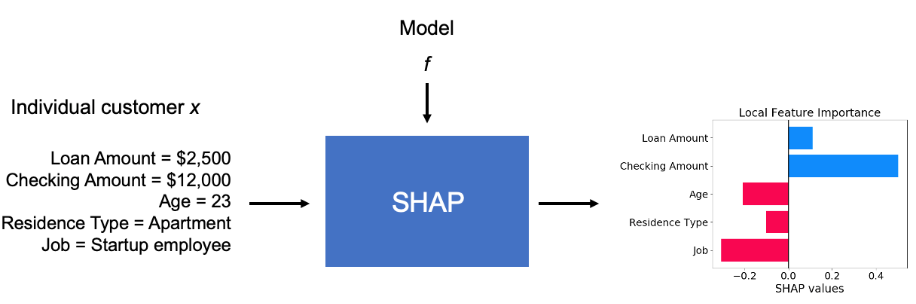 Model
f
Individual customer x
Loan Amount = $2,500
Checking Amount = $12,000
Age = 23
Residence Type = Apartment
Job = Startup employee
SHAP
Local Feature Importance
Loan Amount
Checking Amount
Age
Residence Type
Job
−0.2 0.0 0.2 0.4
SHAP values